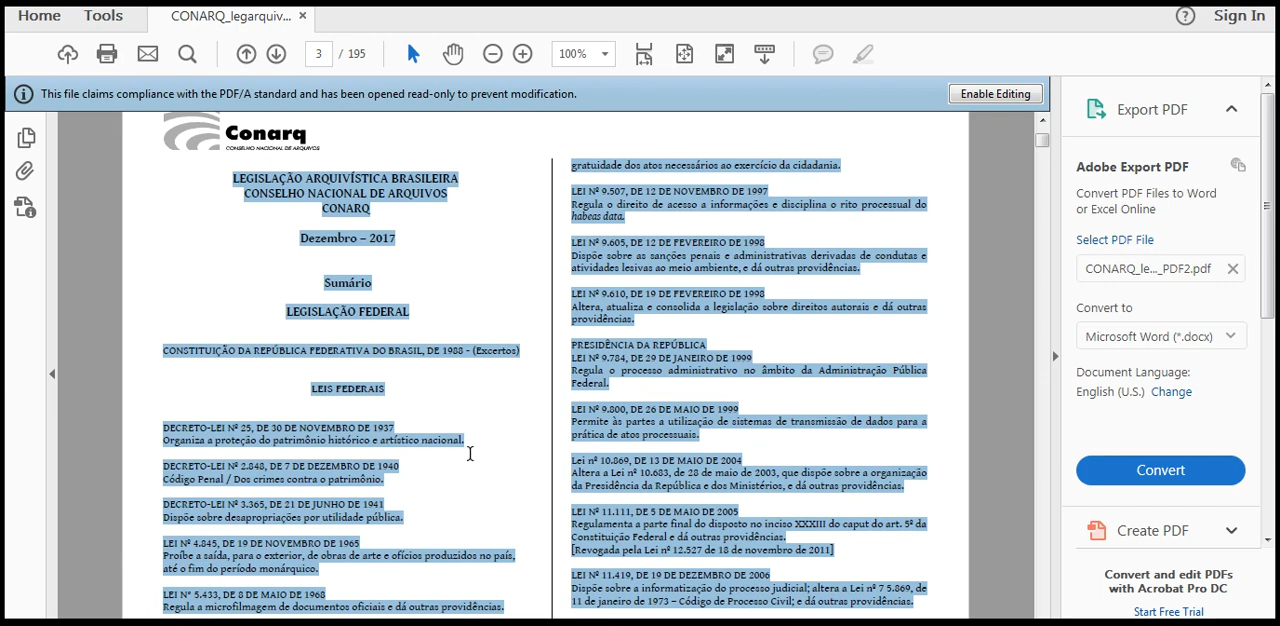 Home
Tools
CONARQ_legarquiv... ×
?
Sign In
3 / 195
100%
This file claims compliance with the PDF/A standard and has been opened read-only to prevent modification.
Enable Editing
Conarq
CONSELHO NACIONAL DE ARQUIVOS
LEGISLAÇÃO ARQUIVÍSTICA BRASILEIRA
CONSELHO NACIONAL DE ARQUIVOS
CONARQ
Dezembro – 2017
Sumário
LEGISLAÇÃO FEDERAL
CONSTITUIÇÃO DA REPÚBLICA FEDERATIVA DO BRASIL, DE 1988 - (Excertos)
LEIS FEDERAIS
DECRETO-LEI Nº 25, DE 30 DE NOVEMBRO DE 1937
Organiza a proteção do patrimônio histórico e artístico nacional.
DECRETO-LEI Nº 2.848, DE 7 DE DEZEMBRO DE 1940
Código Penal / Dos crimes contra o patrimônio.
DECRETO-LEI Nº 3.365, DE 21 DE JUNHO DE 1941
Dispõe sobre desapropriações por utilidade pública.
LEI Nº 4.845, DE 19 DE NOVEMBRO DE 1965
Proíbe a saída, para o exterior, de obras de arte e ofícios produzidos no país,
até o fim do período monárquico.
LEI N° 5.433, DE 8 DE MAIO DE 1968
Regula a microfilmagem de documentos oficiais e dá outras providências.
gratuidade dos atos necessários ao exercício da cidadania.
LEI Nº 9.507, DE 12 DE NOVEMBRO DE 1997
Regula o direito de acesso a informações e disciplina o rito processual do
habeas data.
LEI Nº 9.605, DE 12 DE FEVEREIRO DE 1998
Dispõe sobre as sanções penais e administrativas derivadas de condutas e
atividades lesivas ao meio ambiente, e dá outras providências.
LEI Nº 9.610, DE 19 DE FEVEREIRO DE 1998
Altera, atualiza e consolida a legislação sobre direitos autorais e dá outras
providências.
PRESIDÊNCIA DA REPÚBLICA
LEI Nº 9.784, DE 29 DE JANEIRO DE 1999
Regula o processo administrativo no âmbito da Administração Pública
Federal.
LEI Nº 9.800, DE 26 DE MAIO DE 1999
Permite às partes a utilização de sistemas de transmissão de dados para a
prática de atos processuais.
Lei nº 10.869, DE 13 DE MAIO DE 2004
Altera a Lei nº 10.683, de 28 de maio de 2003, que dispõe sobre a organização
da Presidência da República e dos Ministérios, e dá outras providências.
LEI Nº 11.111, DE 5 DE MAIO DE 2005
Regulamenta a parte final do disposto no inciso XXXIII do caput do art. 5º da
Constituição Federal e dá outras providências.
[Revogada pela Lei nº 12.527 de 18 de novembro de 2011]
LEI Nº 11.419, DE 19 DE DEZEMBRO DE 2006
Dispõe sobre a informatização do processo judicial; altera a Lei nº 7 5.869, de
11 de janeiro de 1973 – Código de Processo Civil; e dá outras providências.
Export PDF
Adobe Export PDF
Convert PDF Files to Word
or Excel Online
Select PDF File
CONARQ_le..._PDF2.pdf
Convert to
Microsoft Word (*.docx)
Document Language:
English (U.S.) Change
Convert
Create PDF
Convert and edit PDFs
with Acrobat Pro DC
Start Free Trial